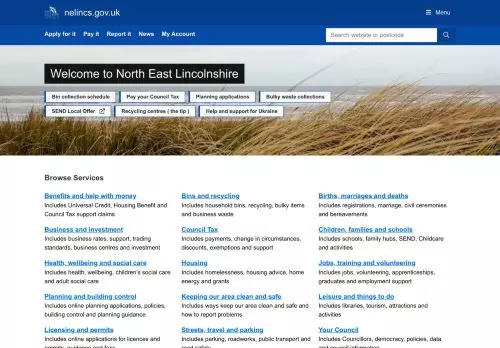 nelincs.gov.uk
Menu
Apply for it Pay it Report it News My Account
Search website or postcode
Welcome to North East Lincolnshire
Bin collection schedule Pay your Council Tax Planning applications Bulky waste collections
SEND Local Offer Recycling centres ( the tip ) Help and support for Ukraine
Browse Services
Benefits and help with money
Includes Universal Credit, Housing Benefit and
Council Tax support claims
Bins and recycling
Includes household bins, recycling, bulky items
and business waste
Births, marriages and deaths
Includes registrations, marriage, civil ceremonies
and bereavements
Business and investment
Includes business rates, support, trading
standards, business centres and investment
Council Tax
Includes payments, change in circumstances,
discounts, exemptions and support
Children, families and schools
Includes schools, family hubs, SEND, Childcare
and activities
Health, wellbeing and social care
Includes health, wellbeing, children's social care
and adult social care
Housing
Includes homelessness, housing advice, home
energy and grants
Jobs, training and volunteering
Includes jobs, volunteering, apprenticeships,
graduates and employment support
Planning and building control
Includes online planning applications, policies,
building control and planning guidance
Keeping our area clean and safe
Includes ways keep our area clean and safe and
how to report problems
Leisure and things to do
Includes libraries, tourism, attractions and
activities
Licensing and permits
Includes online applications for licences and
Streets, travel and parking
Includes parking, roadworks, public transport and
Your Council
Includes Councillors, democracy, policies, data